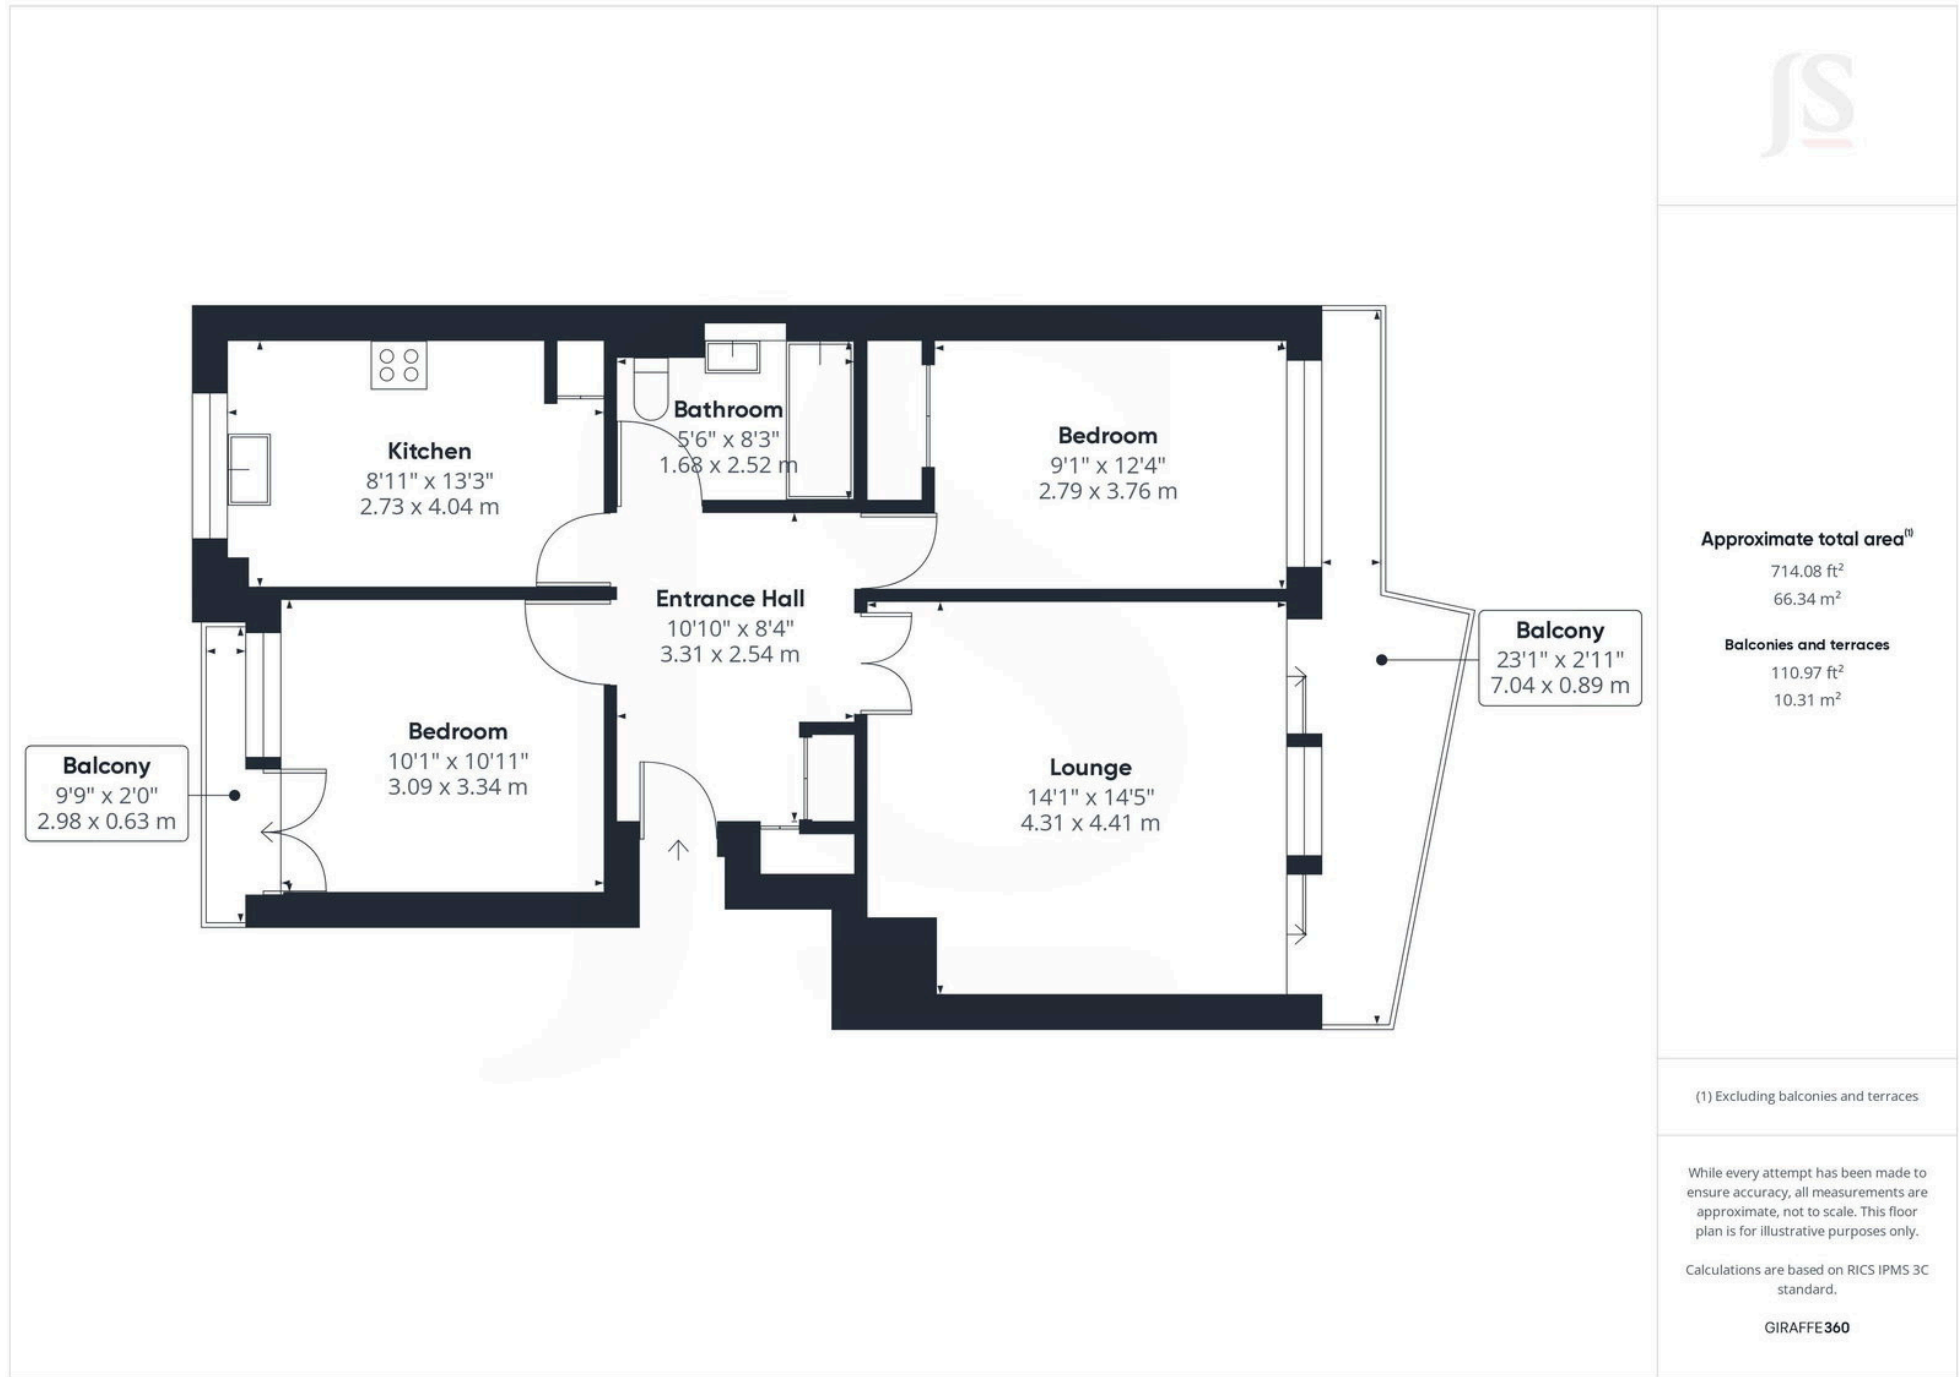 JS
Kitchen
8'11" x 13'3"
2.73 x 4.04 m
Bathroom
5'6" x 8'3"
1.68 x 2.52 m
Bedroom
9'1" x 12'4"
2.79 x 3.76 m
Entrance Hall
10'10" x 8'4"
3.31 x 2.54 m
Balcony
23'1" x 2'11"
7.04 x 0.89 m
Bedroom
10'1" x 10'11"
3.09 x 3.34 m
Balcony
9'9" x 2'0"
2.98 x 0.63 m
Lounge
14'1" x 14'5"
4.31 x 4.41 m
Approximate total area⁽¹⁾
714.08 ft²
66.34 m²
Balconies and terraces
110.97 ft²
10.31 m²
(1) Excluding balconies and terraces
While every attempt has been made to
ensure accuracy, all measurements are
approximate, not to scale. This floor
plan is for illustrative purposes only.
Calculations are based on RICS IPMS 3C
standard.
GIRAFFE360